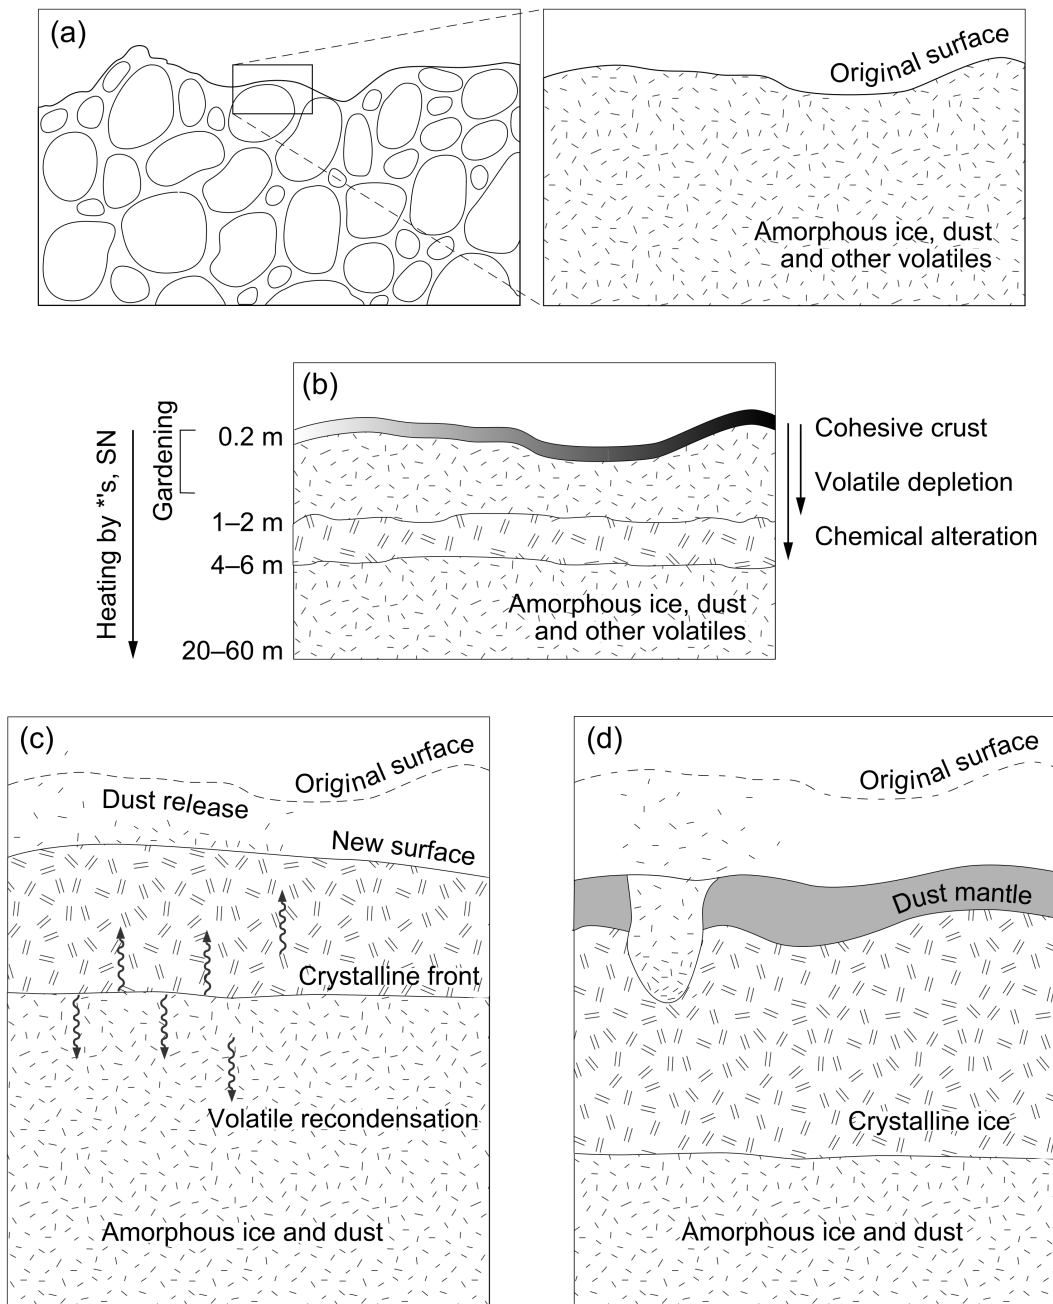 (a)
Original surface
Amorphous ice, dust
and other volatiles
(b)
Heating by *'s, SN
Gardening
0.2 m
1–2 m
4–6 m
20–60 m
Cohesive crust
Volatile depletion
Chemical alteration
Amorphous ice, dust
and other volatiles
(c)
Original surface
Dust release
New surface
Crystalline front
Volatile recondensation
Amorphous ice and dust
(d)
Original surface
Dust mantle
Crystalline ice
Amorphous ice and dust